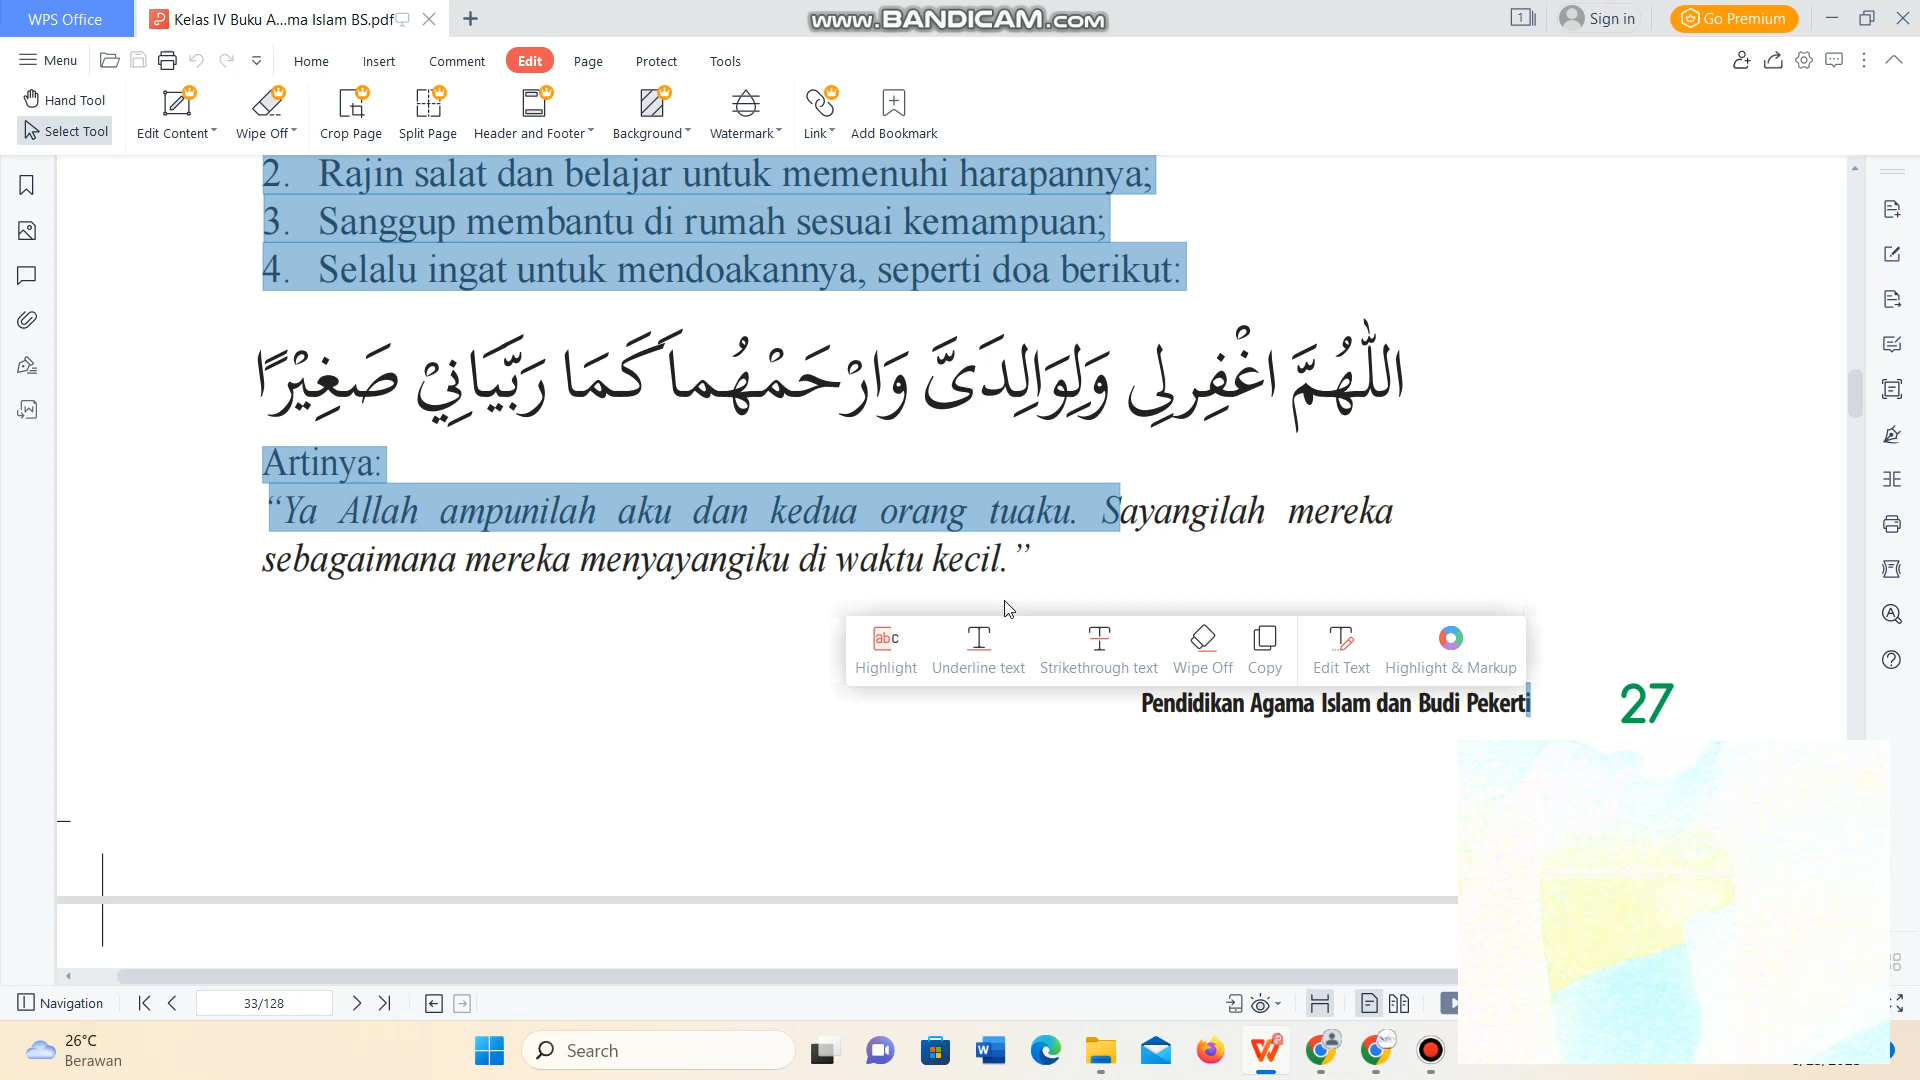 WPS Office
Kelas IV Buku A...ma Islam BS.pdf
www.BANDICAM.com
1
Sign in
Go Premium
Menu
Home
Insert
Comment
Edit
Page
Protect
Tools
Hand Tool
Select Tool
Edit Content
Wipe Off
Crop Page
Split Page
Header and Footer
Background
Watermark
Link
Add Bookmark
2. Rajin salat dan belajar untuk memenuhi harapannya;
3. Sanggup membantu di rumah sesuai kemampuan;
4. Selalu ingat untuk mendoakannya, seperti doa berikut:
اللّٰهُمَّ اغْفِرلِى وَلِوَالِدَىَّ وَارْحَمْهُماَ كَمَا رَبَّيَانِيْ صَغِيْرًا
Artinya:
“Ya Allah ampunilah aku dan kedua orang tuaku. Sayangilah mereka
sebagaimana mereka menyayangiku di waktu kecil.”
abc
Highlight
Underline text
Strikethrough text
Wipe Off
Copy
Edit Text
Highlight & Markup
Pendidikan Agama Islam dan Budi Pekerti
27
Navigation
33/128
26°C
Berawan
Search